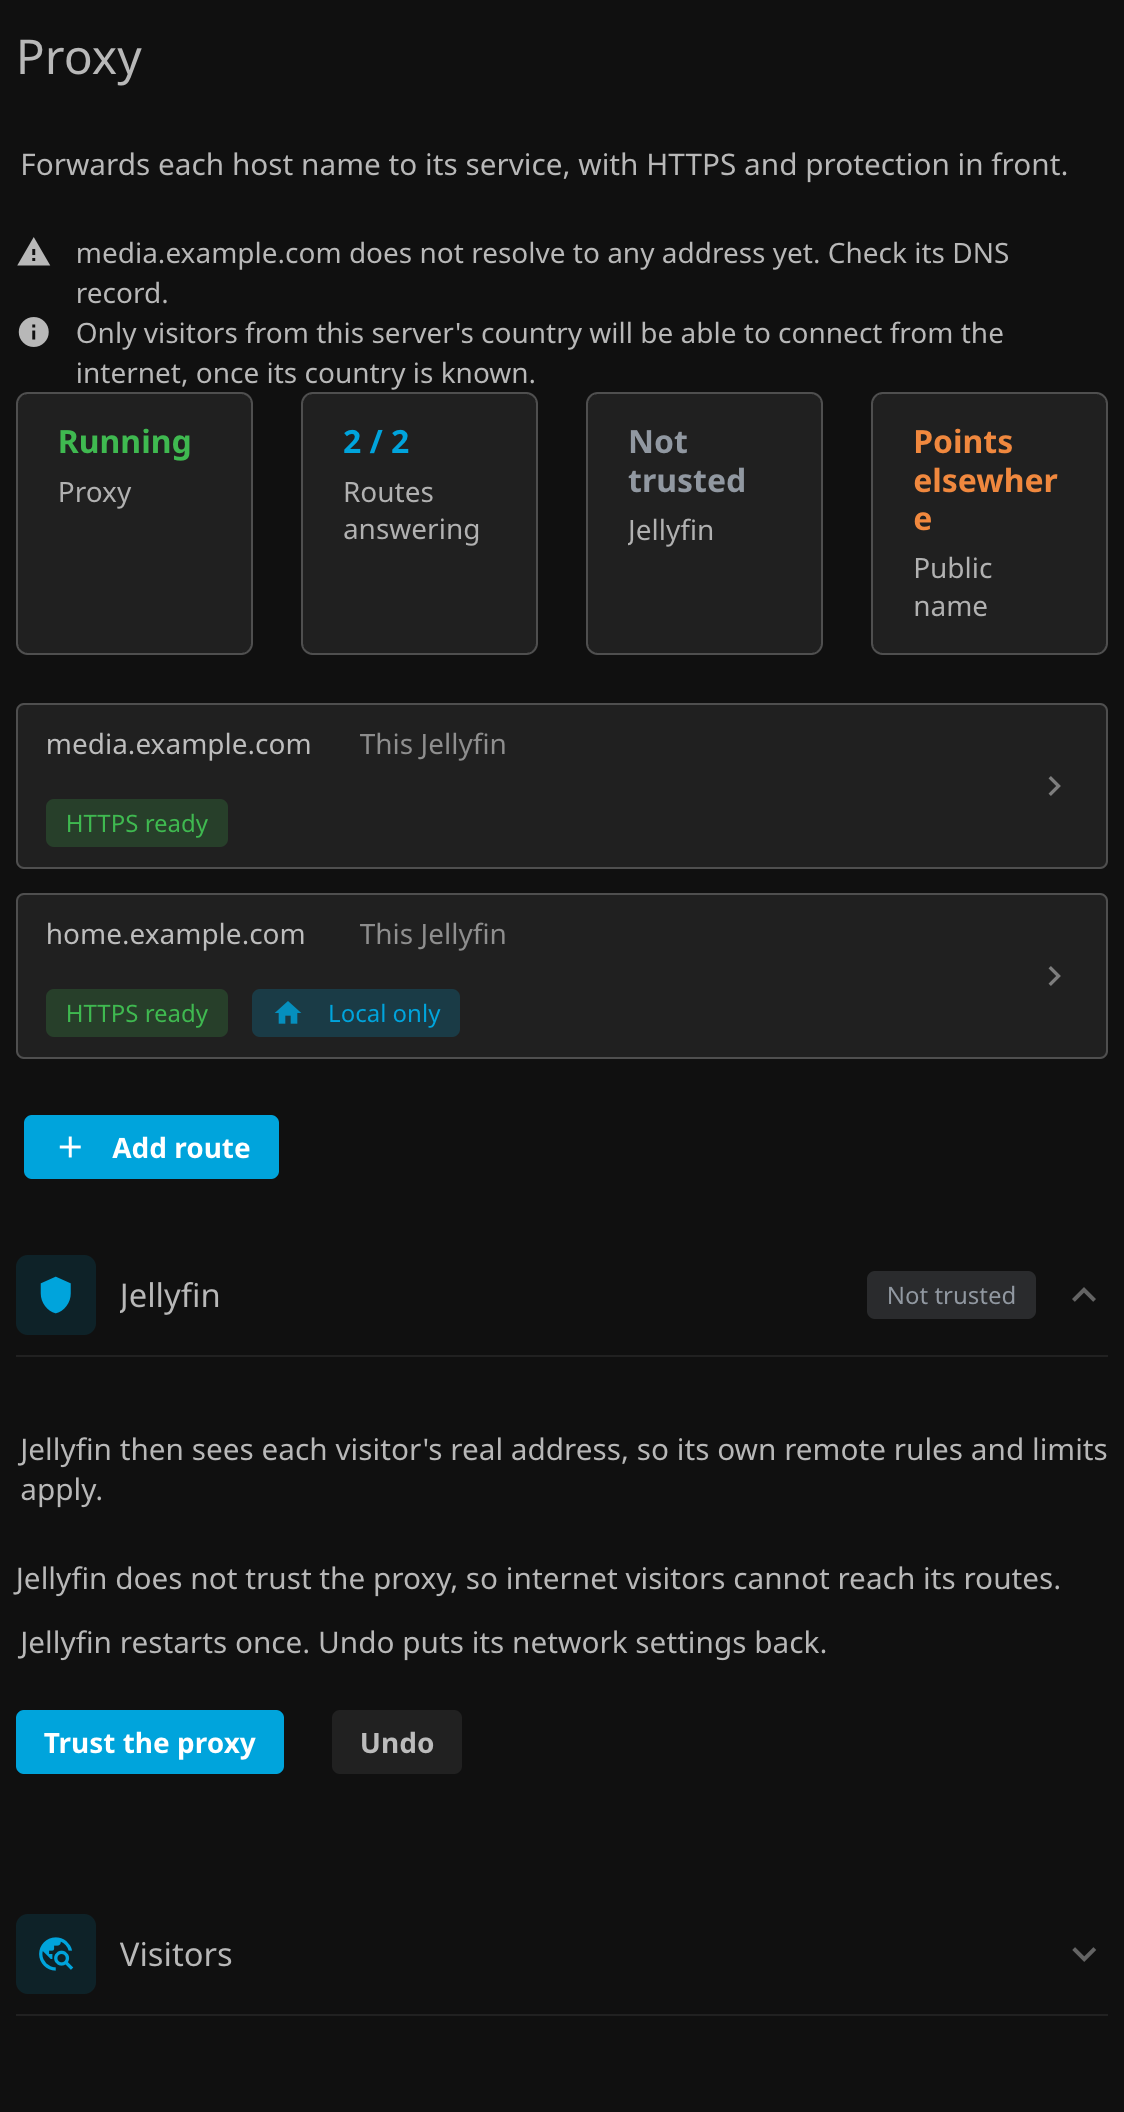 Proxy
Forwards each host name to its service, with HTTPS and protection in front.
media.example.com does not resolve to any address yet. Check its DNS
record.
Only visitors from this server's country will be able to connect from the
internet, once its country is known.
Running
Proxy
2 / 2
Routes
answering
Not
trusted
Jellyfin
Points
elsewher
e
Public
name
media.example.com This Jellyfin
HTTPS ready
home.example.com This Jellyfin
HTTPS ready Local only
Add route
Jellyfin Not trusted
Jellyfin then sees each visitor's real address, so its own remote rules and limits
apply.
Jellyfin does not trust the proxy, so internet visitors cannot reach its routes.
Jellyfin restarts once. Undo puts its network settings back.
Trust the proxy Undo
Visitors